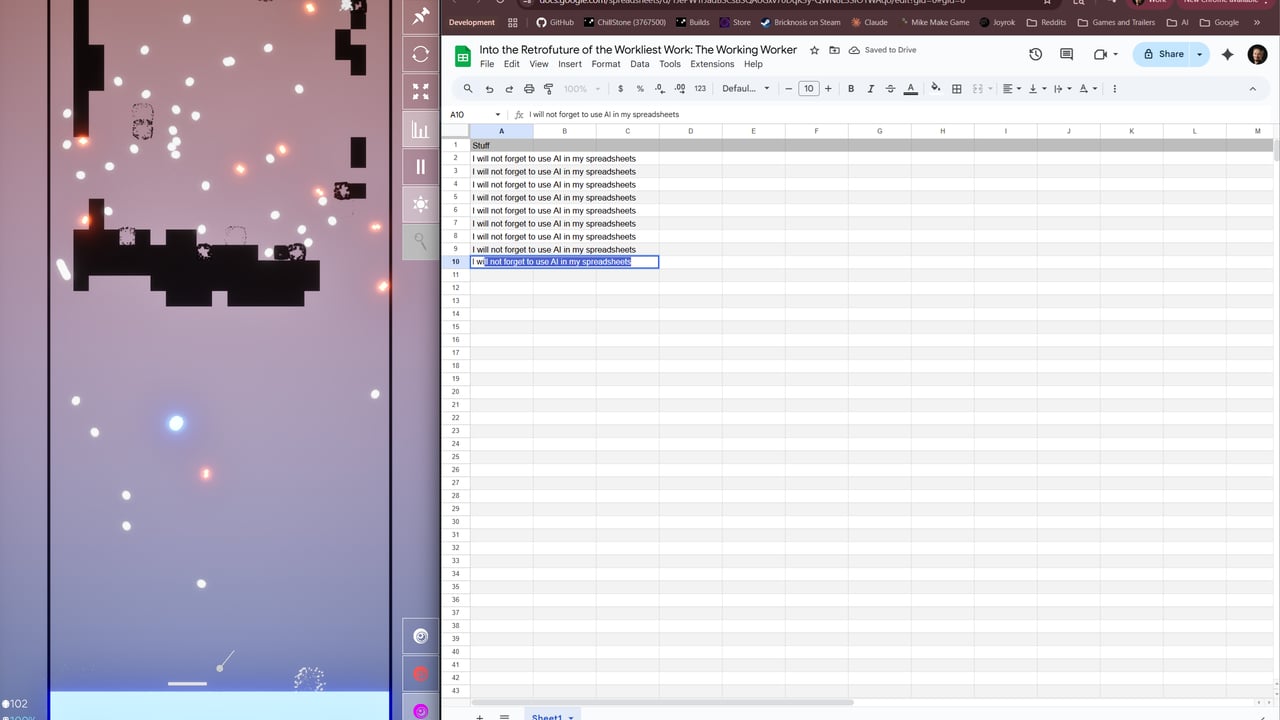 docs.google.com/spreadsheets/d/
Work
New Chrome available
Development
GitHub
ChillStone (3767500)
Builds
Store
Bricknosis on Steam
Claude
Mike Make Game
Joyrok
Reddits
Games and Trailers
AI
Google
Into the Retrofuture of the Workliest Work: The Working Worker
Saved to Drive
File Edit View Insert Format Data Tools Extensions Help
Share
100%
$ % .0 .00 123 Defaul... 10 B I A
A10
fx I will not forget to use AI in my spreadsheets
A B C D E F G H I J K L M
1 Stuff
2 I will not forget to use AI in my spreadsheets
3 I will not forget to use AI in my spreadsheets
4 I will not forget to use AI in my spreadsheets
5 I will not forget to use AI in my spreadsheets
6 I will not forget to use AI in my spreadsheets
7 I will not forget to use AI in my spreadsheets
8 I will not forget to use AI in my spreadsheets
9 I will not forget to use AI in my spreadsheets
10 I will not forget to use AI in my spreadsheets
11
12
13
14
15
16
17
18
19
20
21
22
23
24
25
26
27
28
29
30
31
32
33
34
35
36
37
38
39
40
41
42
43
102
100%
Sheet1